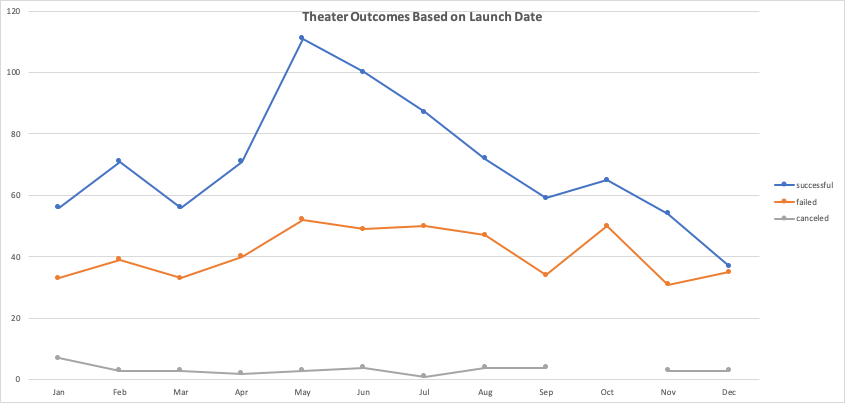 Theater Outcomes Based on Launch Date
120
100
80
60
40
20
0
Jan Feb Mar Apr May Jun Jul Aug Sep Oct Nov Dec
successful
failed
canceled